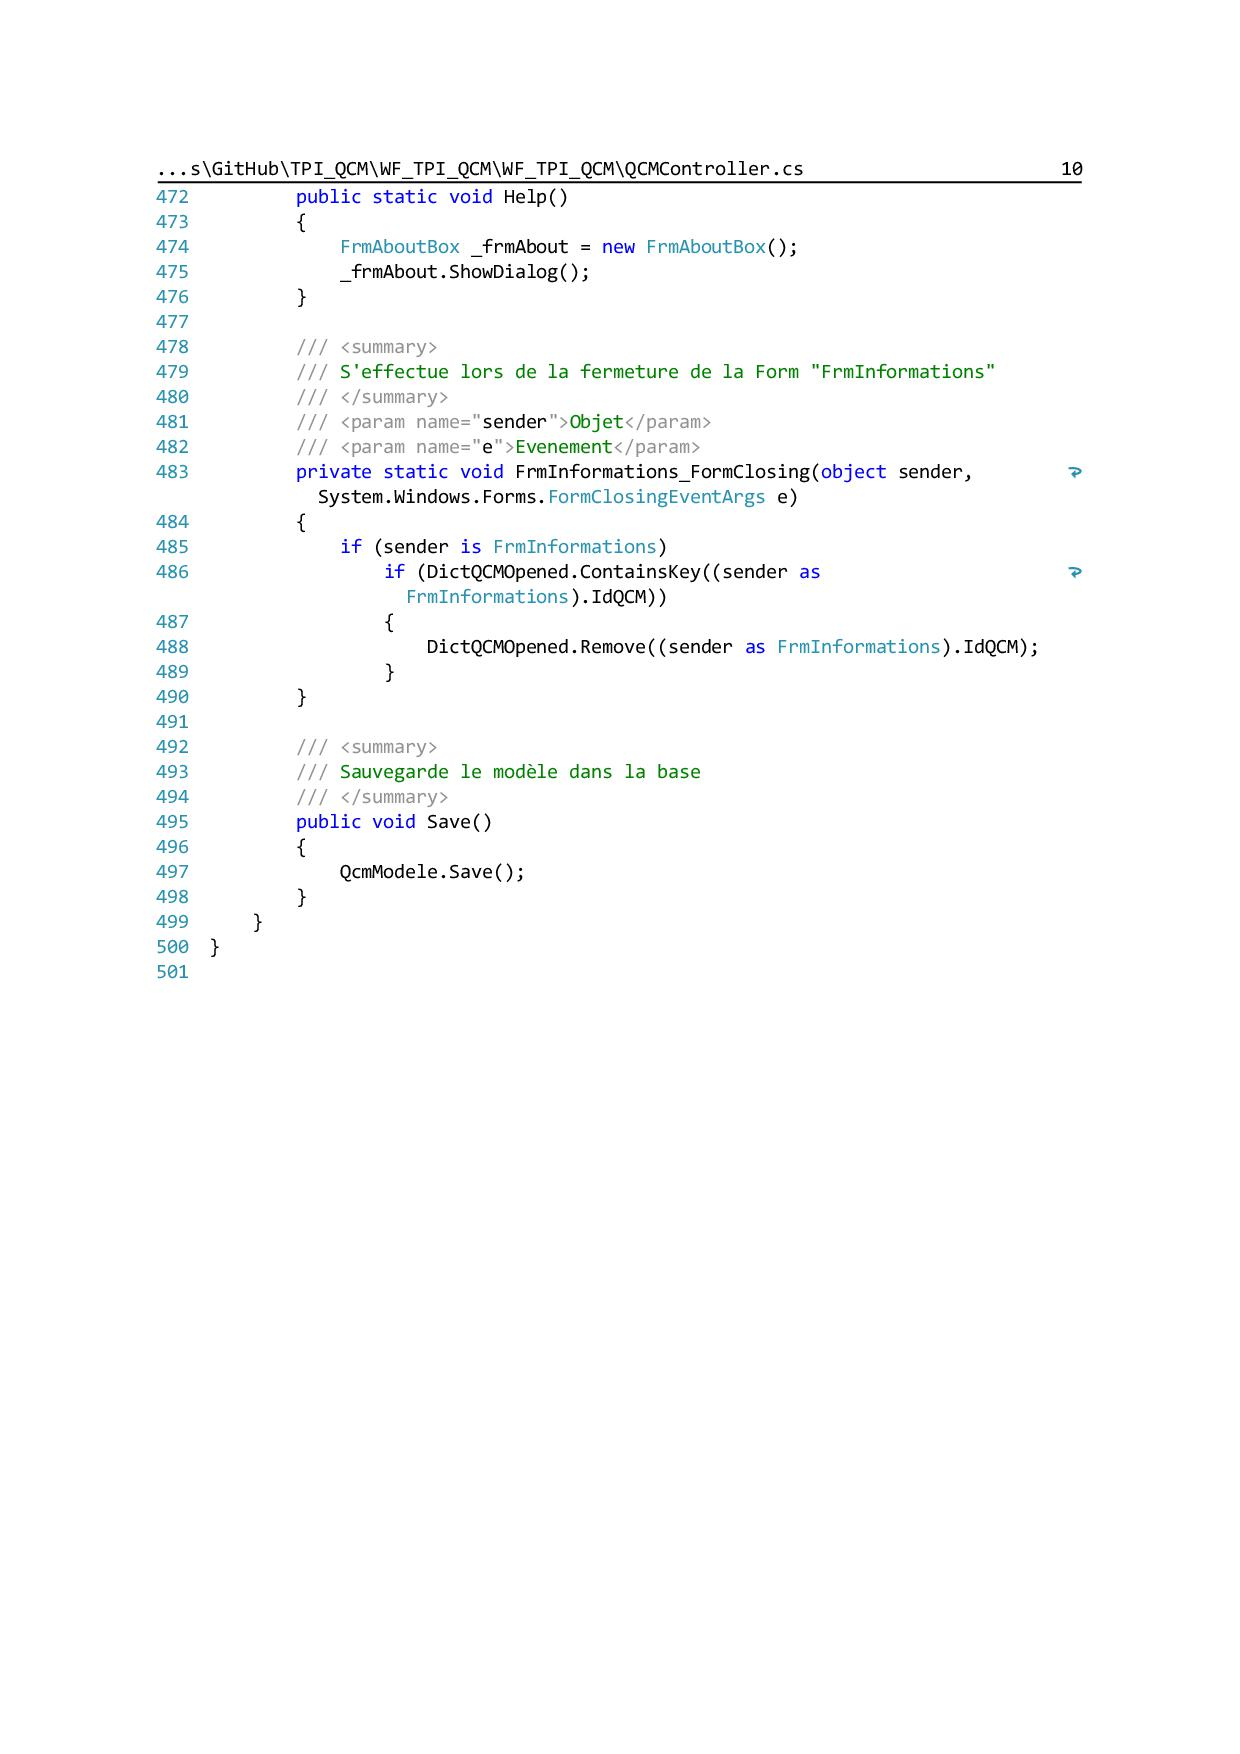 ...s\GitHub\TPI_QCM\WF_TPI_QCM\WF_TPI_QCM\QCMController.cs 10
472         public static void Help()
473         {
474             FrmAboutBox _frmAbout = new FrmAboutBox();
475             _frmAbout.ShowDialog();
476         }
477
478         /// <summary>
479         /// S'effectue lors de la fermeture de la Form "FrmInformations"
480         /// </summary>
481         /// <param name="sender">Objet</param>
482         /// <param name="e">Evenement</param>
483         private static void FrmInformations_FormClosing(object sender,
System.Windows.Forms.FormClosingEventArgs e)
484         {
485             if (sender is FrmInformations)
486                 if (DictQCMOpened.ContainsKey((sender as
FrmInformations).IdQCM))
487                 {
488                     DictQCMOpened.Remove((sender as FrmInformations).IdQCM);
489                 }
490         }
491
492         /// <summary>
493         /// Sauvegarde le modèle dans la base
494         /// </summary>
495         public void Save()
496         {
497             QcmModele.Save();
498         }
499     }
500 }
501